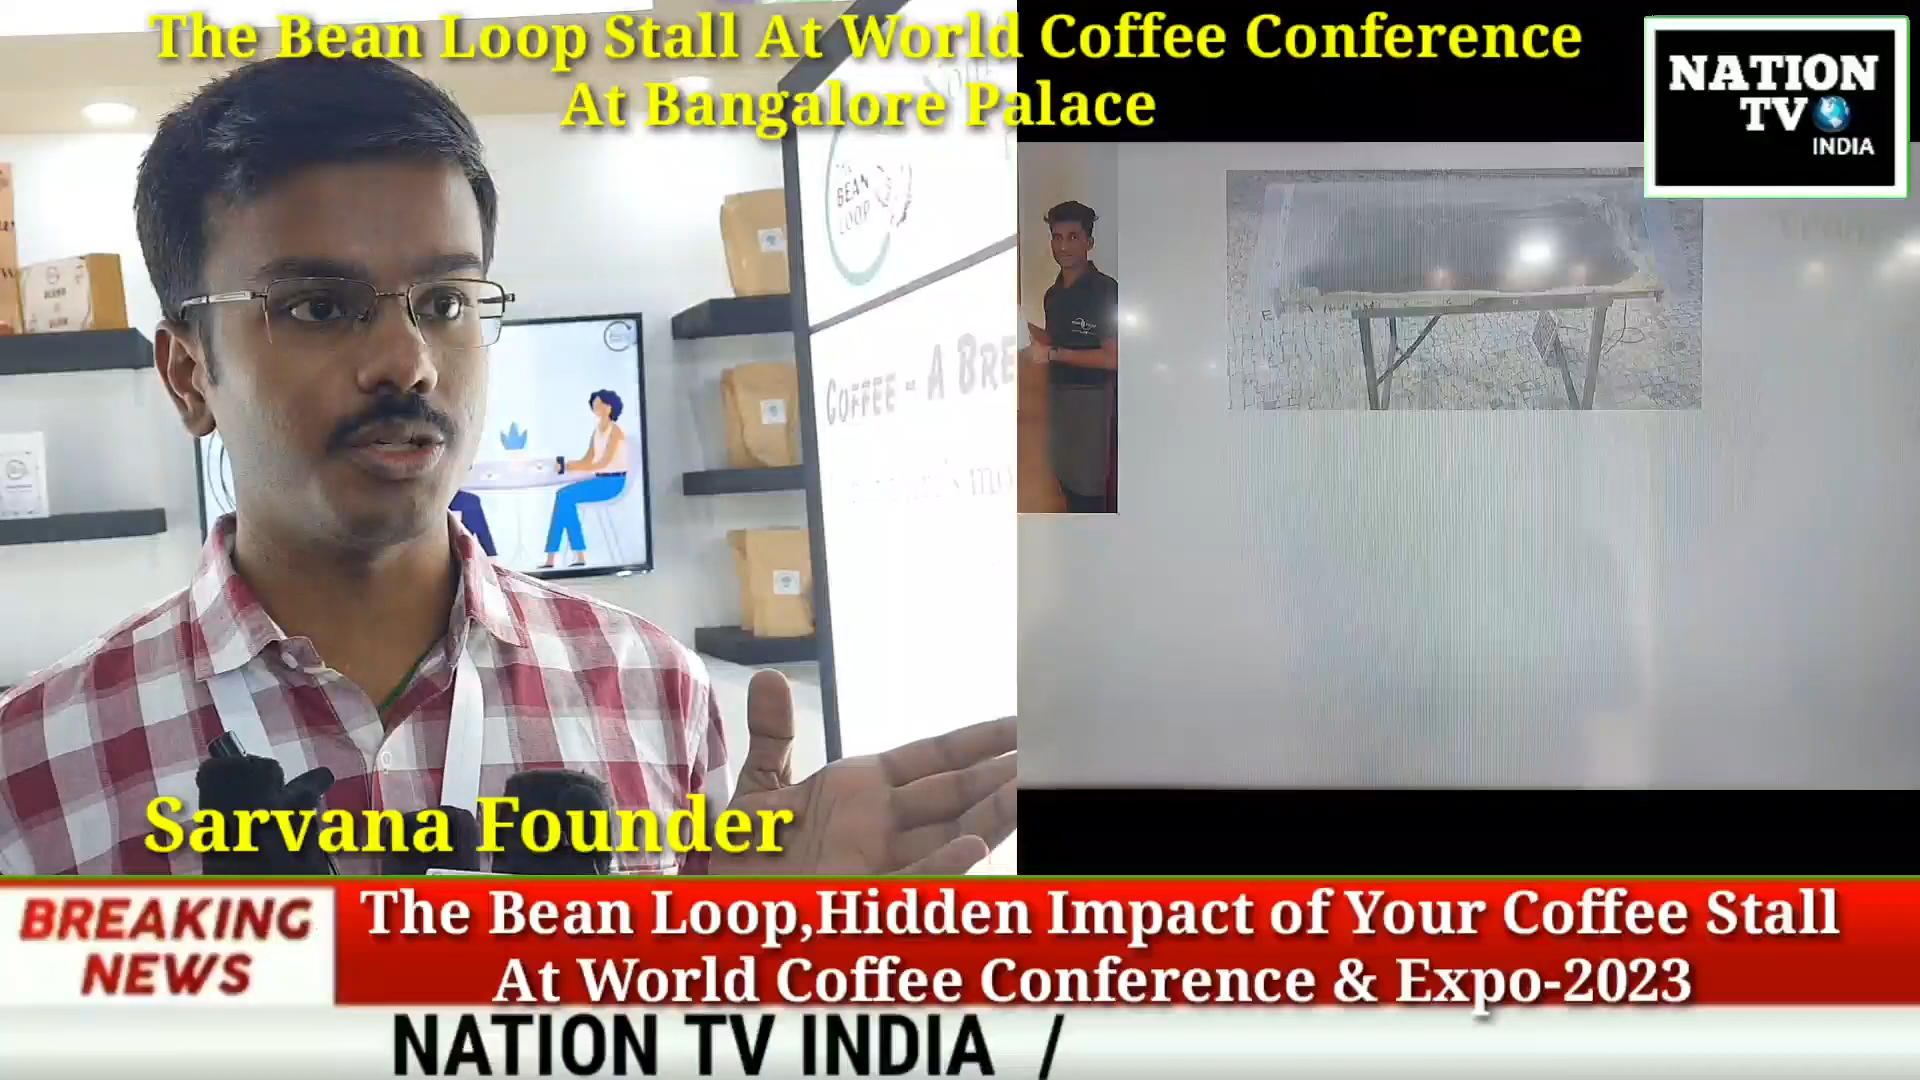 The Bean Loop Stall At World Coffee Conference
At Bangalore Palace
NATION
TV
INDIA
BEAN
LOOP
COFFEE - A BRE
Sarvana Founder
BREAKING
NEWS
The Bean Loop,Hidden Impact of Your Coffee Stall
At World Coffee Conference & Expo-2023
NATION TV INDIA /